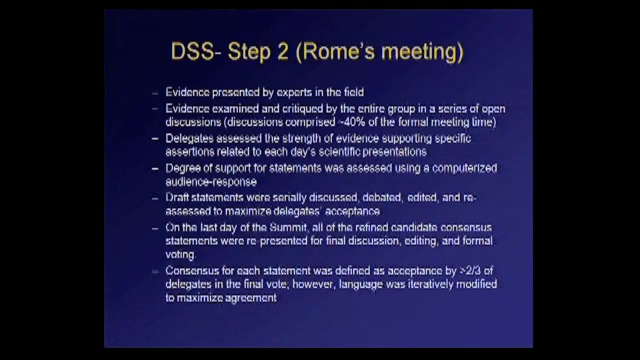 DSS- Step 2 (Rome's meeting)
– Evidence presented by experts in the field
– Evidence examined and critiqued by the entire group in a series of open
discussions (discussions comprised ~40% of the formal meeting time)
– Delegates assessed the strength of evidence supporting specific
assertions related to each day's scientific presentations
– Degree of support for statements was assessed using a computerized
audience-response
– Draft statements were serially discussed, debated, edited, and re-
assessed to maximize delegates' acceptance
– On the last day of the Summit, all of the refined candidate consensus
statements were re-presented for final discussion, editing, and formal
voting.
– Consensus for each statement was defined as acceptance by >2/3 of
delegates in the final vote; however, language was iteratively modified
to maximize agreement